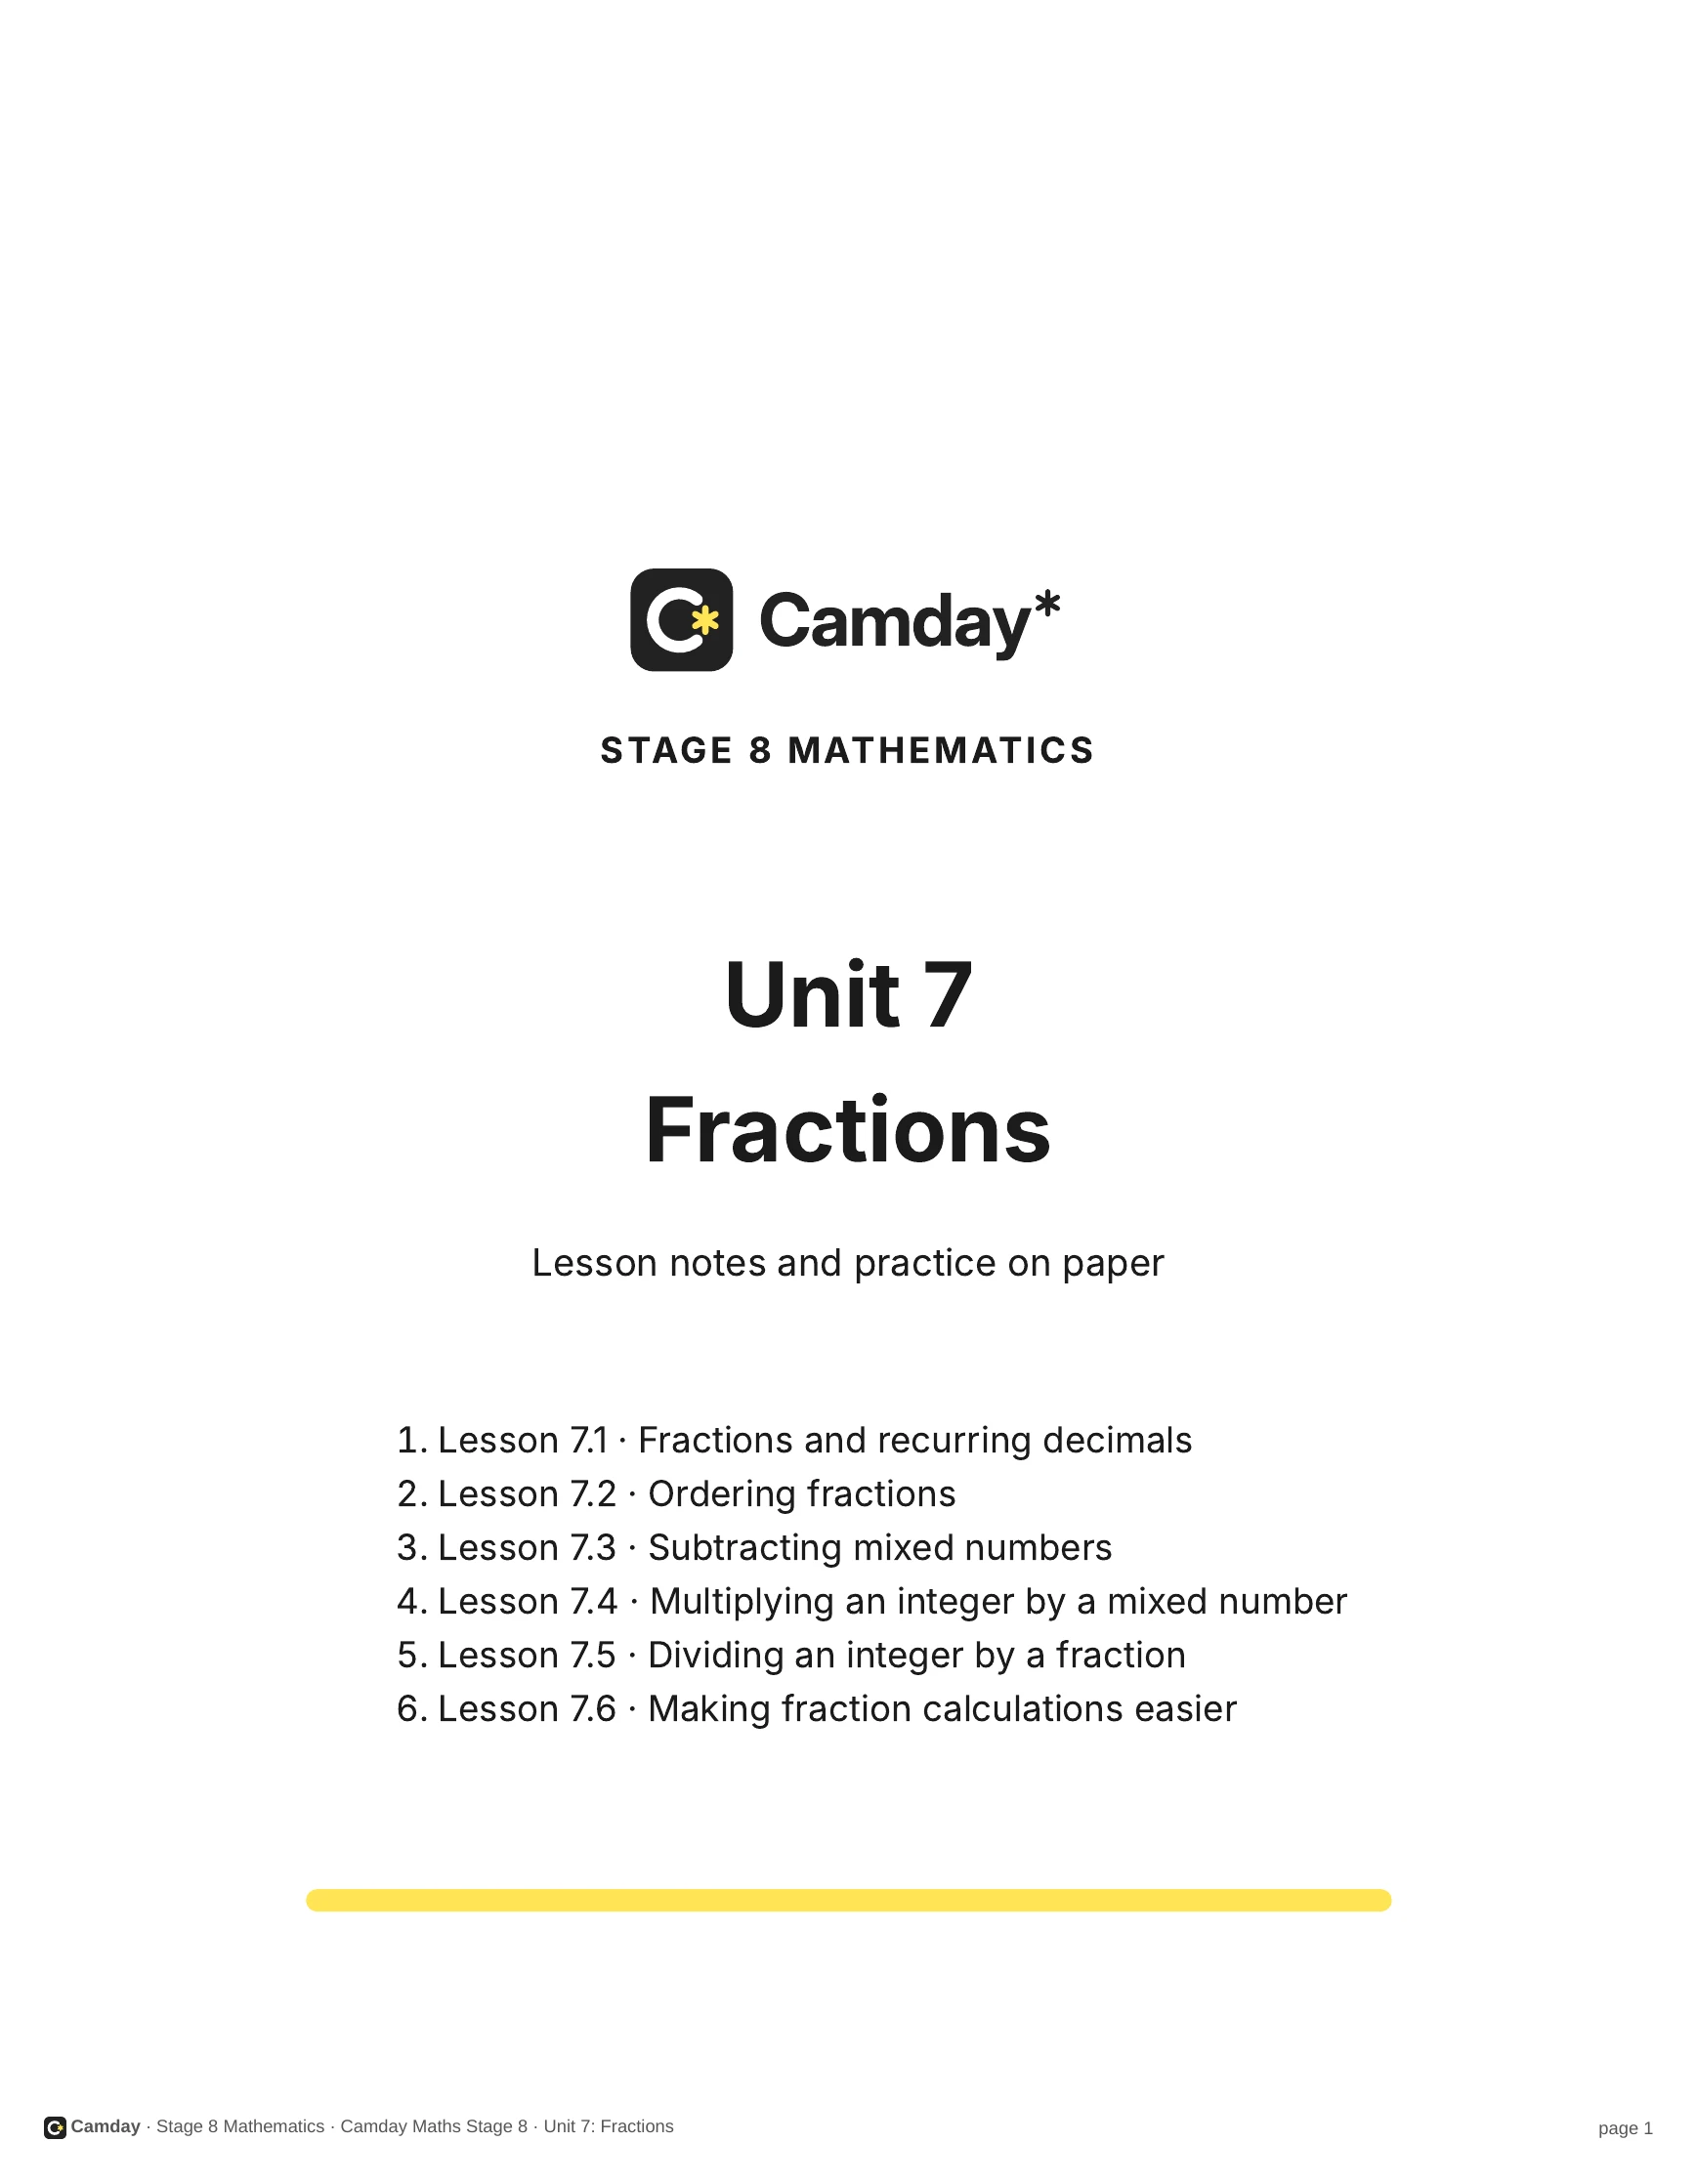 Camday*
STAGE 8 MATHEMATICS
Unit 7
Fractions
Lesson notes and practice on paper
1. Lesson 7.1 · Fractions and recurring decimals
2. Lesson 7.2 · Ordering fractions
3. Lesson 7.3 · Subtracting mixed numbers
4. Lesson 7.4 · Multiplying an integer by a mixed number
5. Lesson 7.5 · Dividing an integer by a fraction
6. Lesson 7.6 · Making fraction calculations easier
Camday · Stage 8 Mathematics · Camday Maths Stage 8 · Unit 7: Fractions
page 1